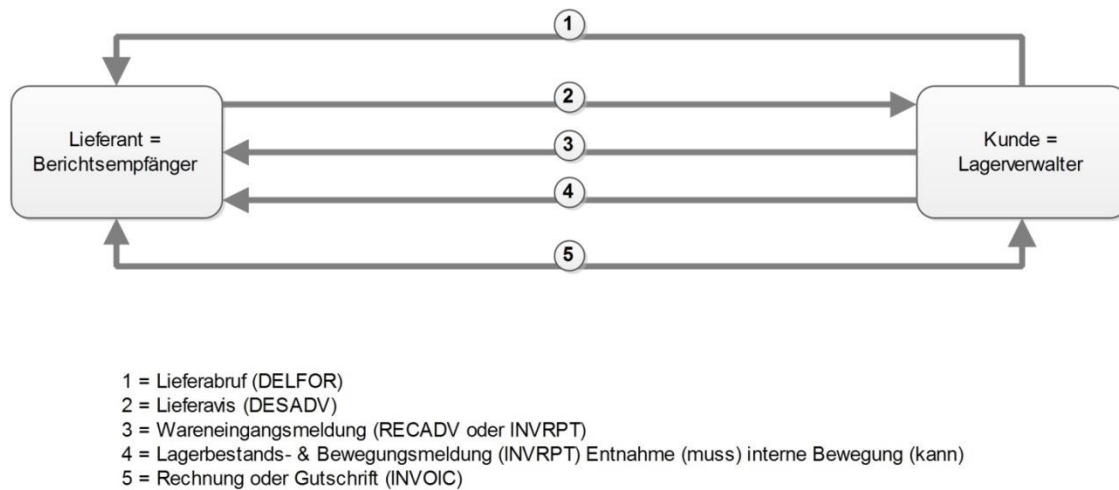 1
Lieferant =
Berichtsempfänger
2
3
4
Kunde =
Lagerverwalter
5
1 = Lieferabruf (DELFOR)
2 = Lieferavis (DESADV)
3 = Wareneingangsmeldung (RECADV oder INVRPT)
4 = Lagerbestands- & Bewegungsmeldung (INVRPT) Entnahme (muss) interne Bewegung (kann)
5 = Rechnung oder Gutschrift (INVOIC)